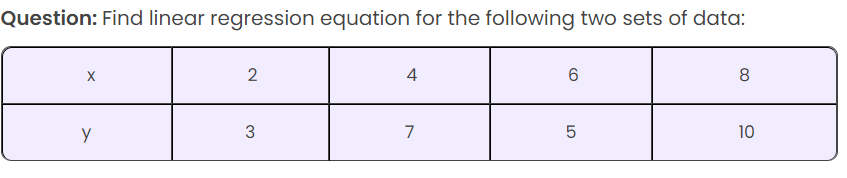 Question: Find linear regression equation for the following two sets of data:
x 2 4 6 8
y 3 7 5 10